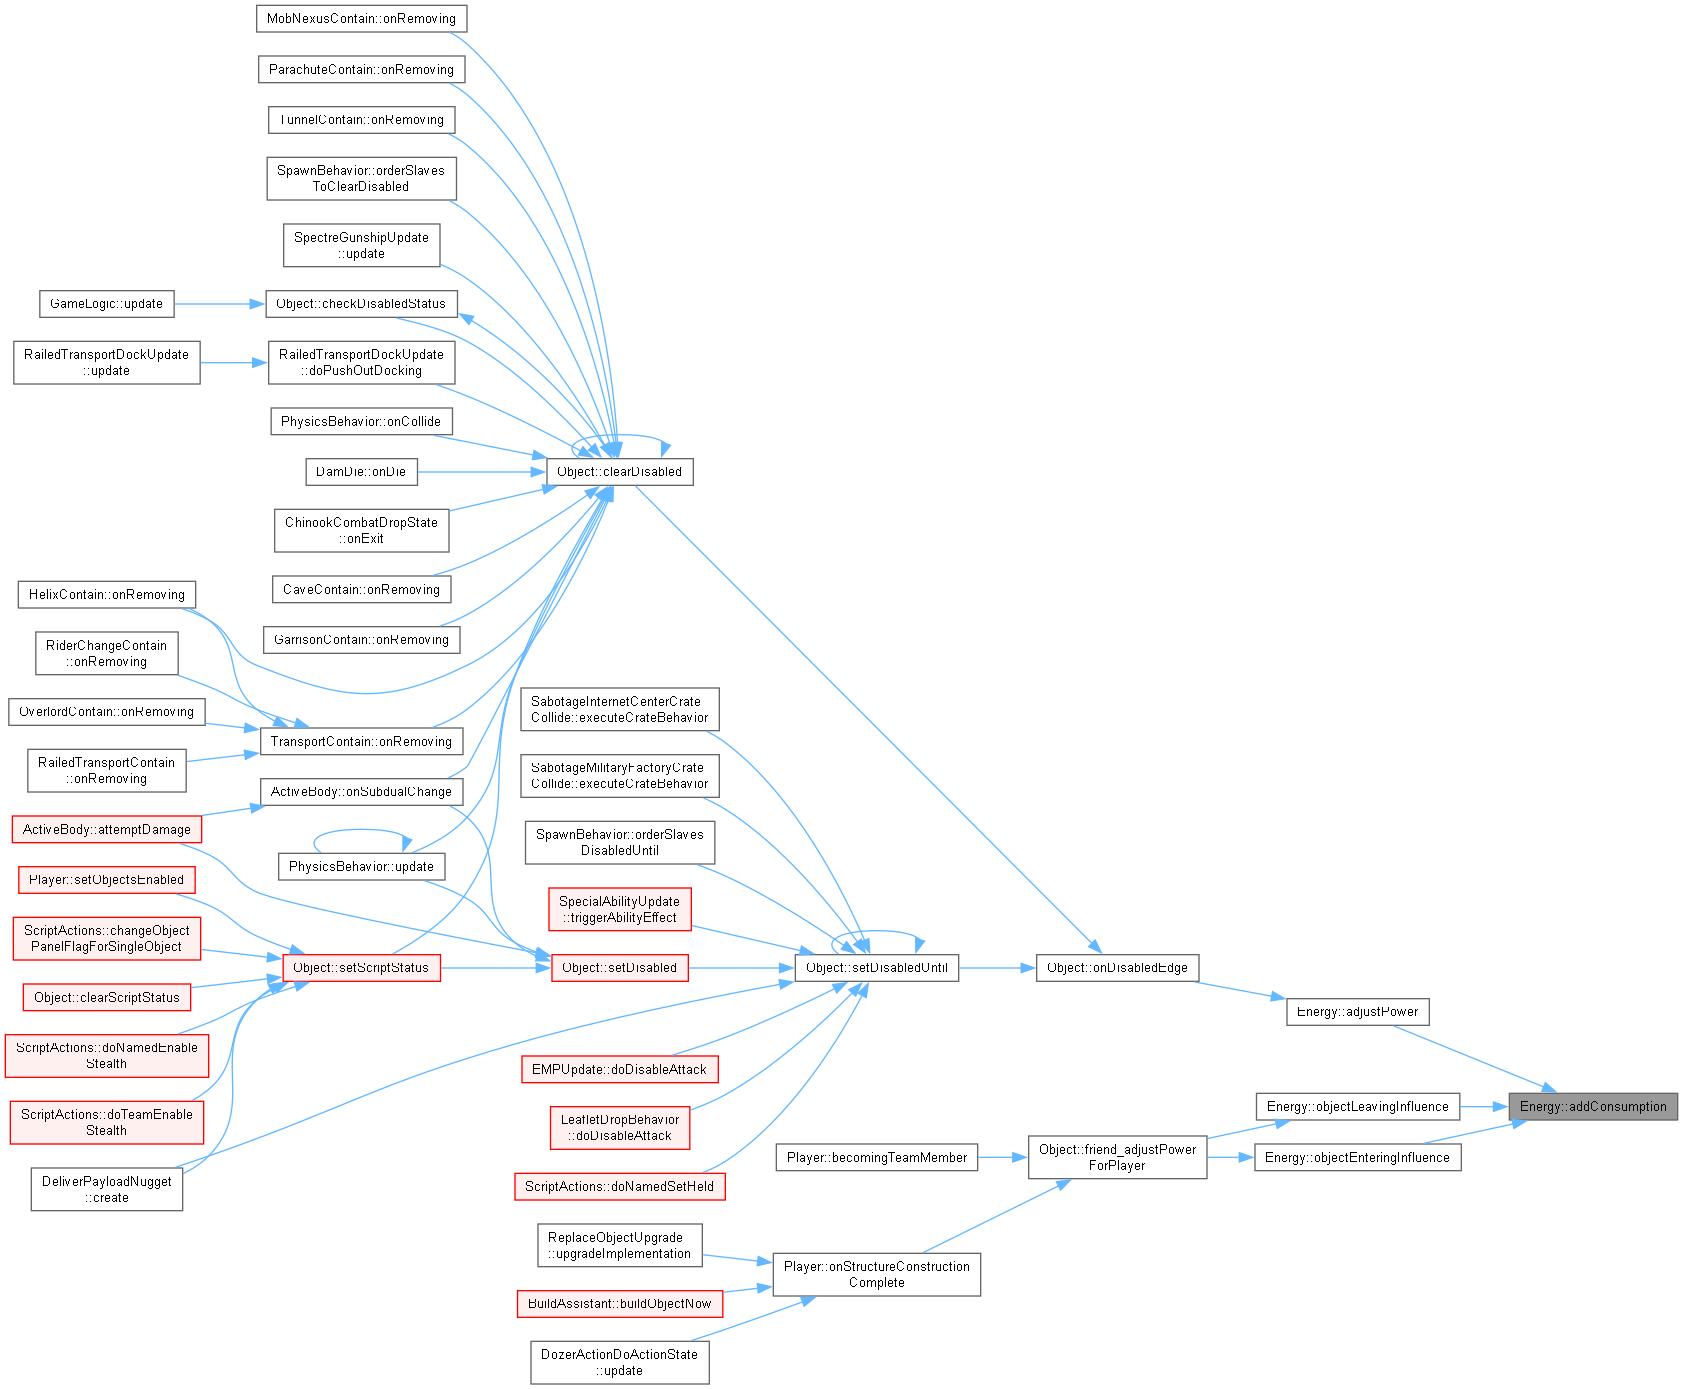 MobNexusContain::onRemoving
ParachuteContain::onRemoving
TunnelContain::onRemoving
SpawnBehavior::orderSlaves
ToClearDisabled
SpectreGunshipUpdate
::update
GameLogic::update
Object::checkDisabledStatus
RailedTransportDockUpdate
::update
RailedTransportDockUpdate
::doPushOutDocking
PhysicsBehavior::onCollide
DamDie::onDie
Object::clearDisabled
ChinookCombatDropState
::onExit
CaveContain::onRemoving
HelixContain::onRemoving
GarrisonContain::onRemoving
RiderChangeContain
::onRemoving
OverlordContain::onRemoving
TransportContain::onRemoving
RailedTransportContain
::onRemoving
ActiveBody::onSubdualChange
ActiveBody::attemptDamage
PhysicsBehavior::update
Player::setObjectsEnabled
ScriptActions::changeObject
PanelFlagForSingleObject
Object::setScriptStatus
Object::clearScriptStatus
ScriptActions::doNamedEnable
Stealth
ScriptActions::doTeamEnable
Stealth
DeliverPayloadNugget
::create
SabotageInternetCenterCrate
Collide::executeCrateBehavior
SabotageMilitaryFactoryCrate
Collide::executeCrateBehavior
SpawnBehavior::orderSlaves
DisabledUntil
SpecialAbilityUpdate
::triggerAbilityEffect
Object::setDisabled
Object::setDisabledUntil
Object::onDisabledEdge
Energy::adjustPower
EMPUpdate::doDisableAttack
LeafletDropBehavior
::doDisableAttack
ScriptActions::doNamedSetHeld
Energy::addConsumption
Energy::objectLeavingInfluence
Energy::objectEnteringInfluence
Object::friend_adjustPower
ForPlayer
Player::becomingTeamMember
ReplaceObjectUpgrade
::upgradeImplementation
Player::onStructureConstruction
Complete
BuildAssistant::buildObjectNow
DozerActionDoActionState
::update